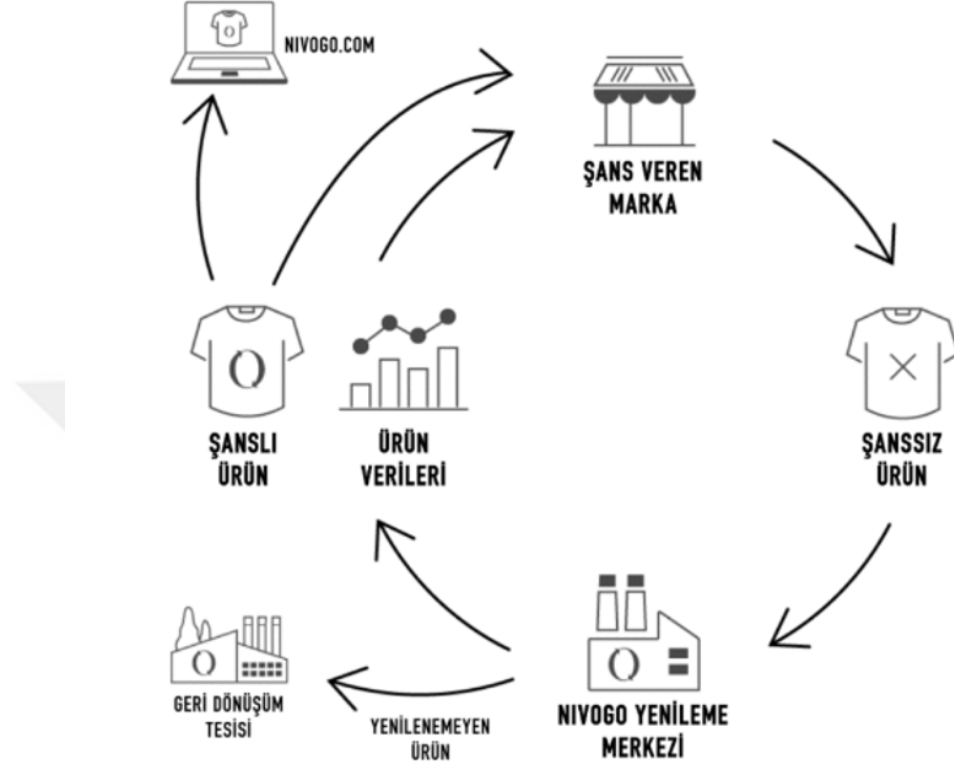 NIVOGO.COM
ŞANS VEREN
MARKA
ŞANSLI
ÜRÜN
ÜRÜN
VERİLERİ
ŞANSSIZ
ÜRÜN
GERİ DÖNÜŞÜM
TESİSİ
YENİLENEMEYEN
ÜRÜN
NIVOGO YENİLEME
MERKEZİ